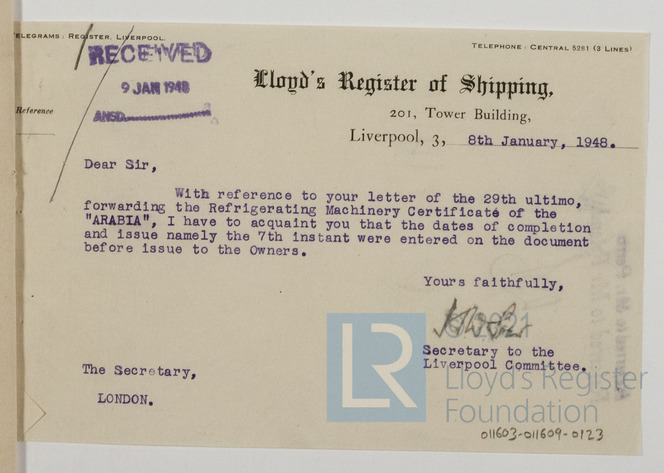 TELEGRAMS: REGISTER, LIVERPOOL.
TELEPHONE: CENTRAL 5281 (3 LINES)
RECEIVED
9 JAN 1948
ANSD.
Reference
Lloyd's Register of Shipping,
201, Tower Building,
Liverpool, 3, 8th January, 1948.
Dear Sir,
With reference to your letter of the 29th ultimo,
forwarding the Refrigerating Machinery Certificate of the
"ARABIA", I have to acquaint you that the dates of completion
and issue namely the 7th instant were entered on the document
before issue to the Owners.
Yours faithfully,
© 2021
Secretary to the
Liverpool Committee.
The Secretary,
LONDON.
LR
Lloyd's Register
Foundation
011603-011609-0123